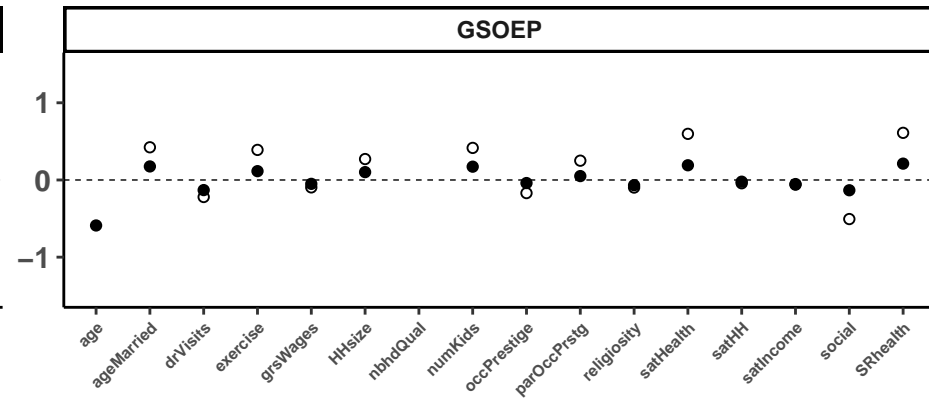 GSOEP
1
0
−1
age
ageMarried
drVisits
exercise
grsWages
HHsize
nbhdQual
numKids
occPrestige
parOccPrstg
religiosity
satHealth
satHH
satIncome
social
SRhealth